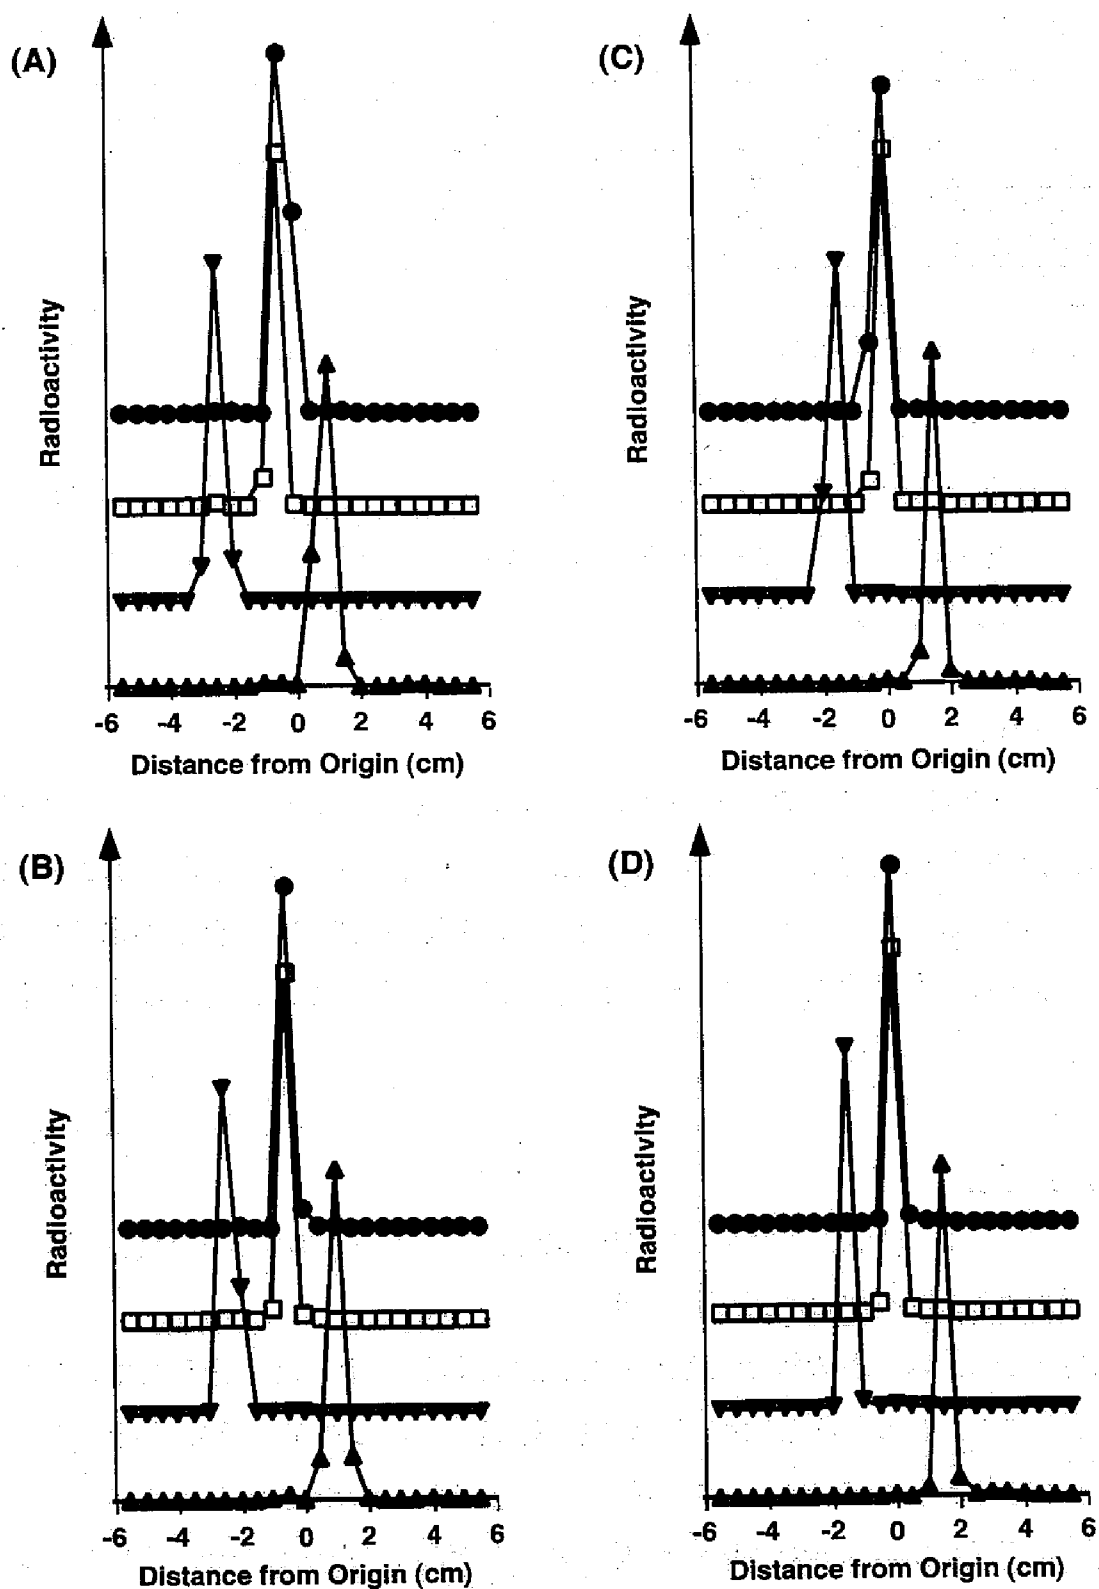 (A)
Radioactivity
-6 -4 -2 0 2 4 6
Distance from Origin (cm)
(B)
Radioactivity
-6 -4 -2 0 2 4 6
Distance from Origin (cm)
(C)
Radioactivity
-6 -4 -2 0 2 4 6
Distance from Origin (cm)
(D)
Radioactivity
-6 -4 -2 0 2 4 6
Distance from Origin (cm)